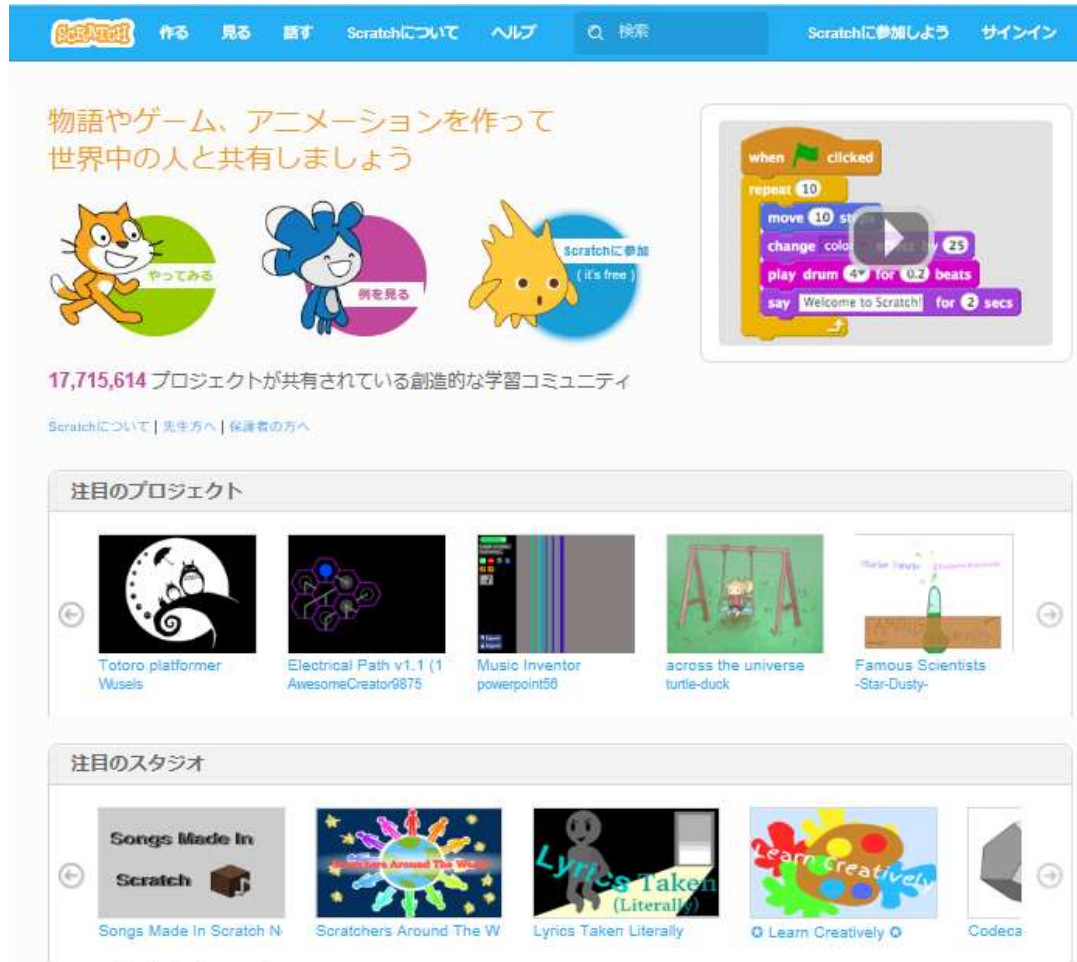 SCRATCH 作る 見る 話す Scratchについて ヘルプ 検索 Scratchに参加しよう サインイン
物語やゲーム、アニメーションを作って
世界中の人と共有しましょう
やってみる
例を見る
Scratchに参加
( it's free )
when clicked
repeat 10
move 10
change by 25
play drum 4 for 0.2 beats
say Welcome to Scratch! for 2 secs
17,715,614 プロジェクトが共有されている創造的な学習コミュニティ
Scratchについて | 先生方へ | 保護者の方へ
注目のプロジェクト
Totoro platformer
Wusels
Electrical Path v1.1 (1
AwesomeCreator9875
Music Inventor
powerpoint56
across the universe
turtle-duck
Famous Scientists
-Star-Dusty-
注目のスタジオ
Songs Made In
Scratch
Scratchers Around The World
Lyrics Taken
(Literally)
Learn Creatively
Songs Made In Scratch N
Scratchers Around The W
Lyrics Taken Literally
✪ Learn Creatively ✪
Codeca